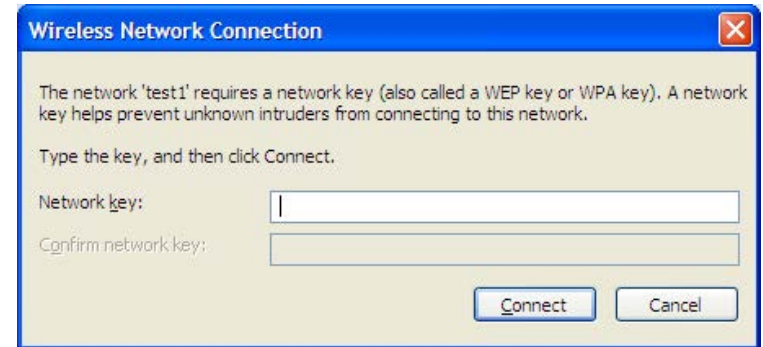 Wireless Network Connection
The network 'test1' requires a network key (also called a WEP key or WPA key). A network
key helps prevent unknown intruders from connecting to this network.
Type the key, and then click Connect.
Network key:
Confirm network key:
Connect Cancel